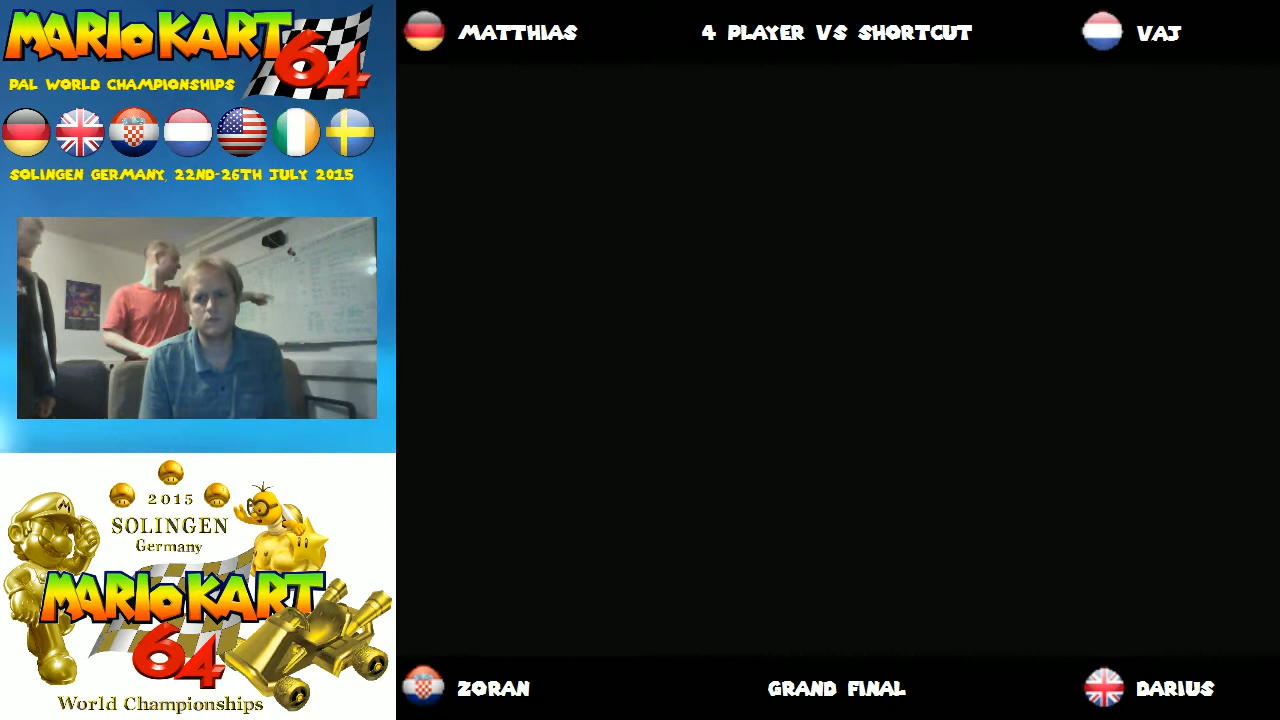 MARIO KART
64
PAL WORLD CHAMPIONSHIPS
SOLINGEN GERMANY, 22ND-26TH JULY 2015
2015
SOLINGEN
Germany
M
MARIO KART
64
World Championships
MATTHIAS
4 PLAYER VS SHORTCUT
VAJ
ZORAN
GRAND FINAL
DARIUS